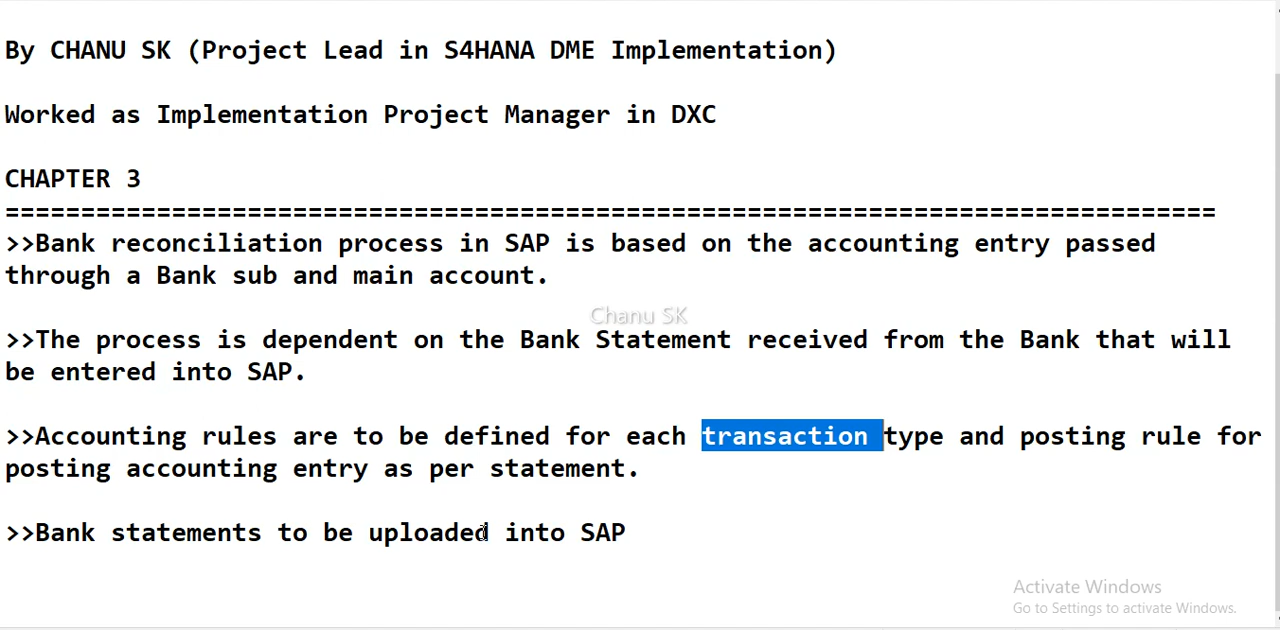 By CHANU SK (Project Lead in S4HANA DME Implementation)
Worked as Implementation Project Manager in DXC
CHAPTER 3
================================================================================
>>Bank reconciliation process in SAP is based on the accounting entry passed
through a Bank sub and main account.
Chanu SK
>>The process is dependent on the Bank Statement received from the Bank that will
be entered into SAP.
>>Accounting rules are to be defined for each transaction type and posting rule for
posting accounting entry as per statement.
>>Bank statements to be uploaded into SAP
Activate Windows
Go to Settings to activate Windows.